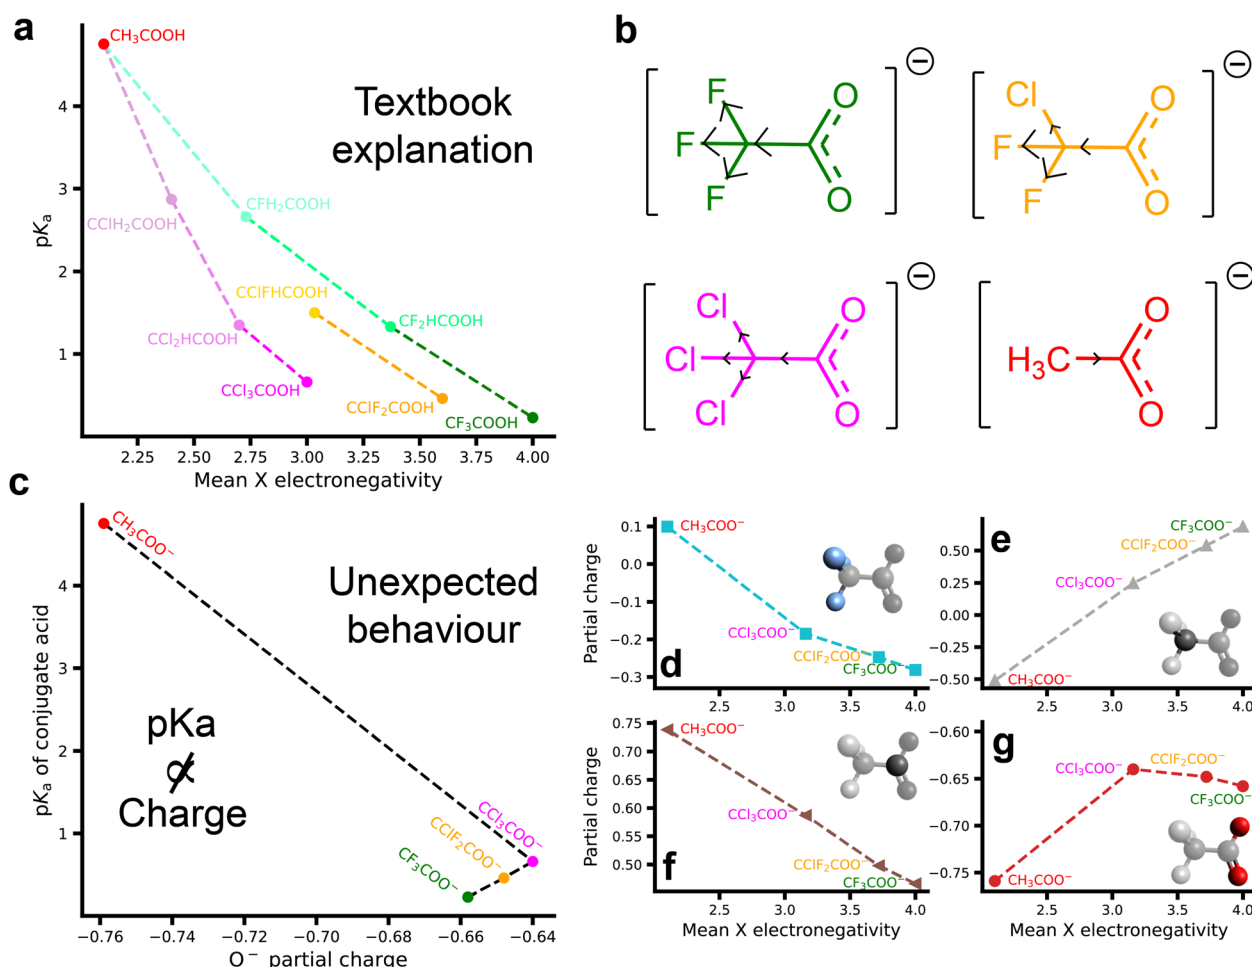 a
CH₃COOH
Textbook
explanation
4
3
2
1
pKₐ
CFH₂COOH
CClH₂COOH
CClFHCOOH
CF₂HCOOH
CCl₂HCOOH
CCl₃COOH
CClF₂COOH
CF₃COOH
2.25 2.50 2.75 3.00 3.25 3.50 3.75 4.00
Mean X electronegativity
b
F
F
F
O
O
−
Cl
F
F
O
O
−
Cl
Cl
Cl
O
O
−
H₃C
O
O
−
c
CH₃COO⁻
Unexpected
behaviour
4
3
2
1
pKₐ of conjugate acid
pKa
∝̸
Charge
CCl₃COO⁻
CClF₂COO⁻
CF₃COO⁻
−0.76 −0.74 −0.72 −0.70 −0.68 −0.66 −0.64
O⁻ partial charge
0.1
0.0
−0.1
−0.2
−0.3
Partial charge
CH₃COO⁻
CCl₃COO⁻
CClF₂COO⁻
CF₃COO⁻
d
2.5 3.0 3.5 4.0
e
0.50
0.25
0.00
−0.25
−0.50
CF₃COO⁻
CClF₂COO⁻
CCl₃COO⁻
CH₃COO⁻
2.5 3.0 3.5 4.0
0.75
0.70
0.65
0.60
0.55
0.50
Partial charge
CH₃COO⁻
CCl₃COO⁻
CClF₂COO⁻
CF₃COO⁻
f
2.5 3.0 3.5 4.0
Mean X electronegativity
g
−0.60
−0.65
−0.70
−0.75
CCl₃COO⁻
CClF₂COO⁻
CF₃COO⁻
CH₃COO⁻
2.5 3.0 3.5 4.0
Mean X electronegativity